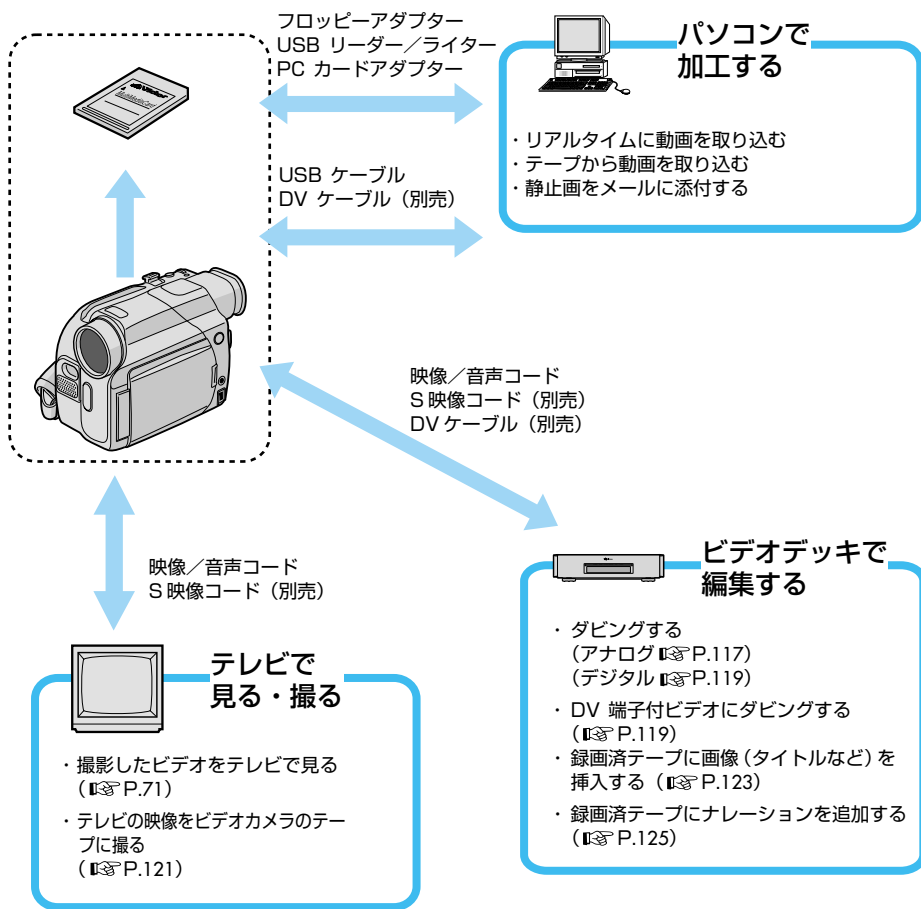 フロッピーアダプター
USB リーダー／ライター
PC カードアダプター
パソコンで
加工する
・リアルタイムに動画を取り込む
・テープから動画を取り込む
・静止画をメールに添付する
USB ケーブル
DV ケーブル（別売）
映像／音声コード
S 映像コード（別売）
DV ケーブル（別売）
映像／音声コード
S 映像コード（別売）
テレビで
見る・撮る
・撮影したビデオをテレビで見る
（☞ P.71）
・テレビの映像をビデオカメラのテー
プに撮る
（☞ P.121）
ビデオデッキで
編集する
・ダビングする
（アナログ ☞ P.117）
（デジタル ☞ P.119）
・DV 端子付ビデオにダビングする
（☞ P.119）
・録画済テープに画像（タイトルなど）を
挿入する（☞ P.123）
・録画済テープにナレーションを追加する
（☞ P.125）